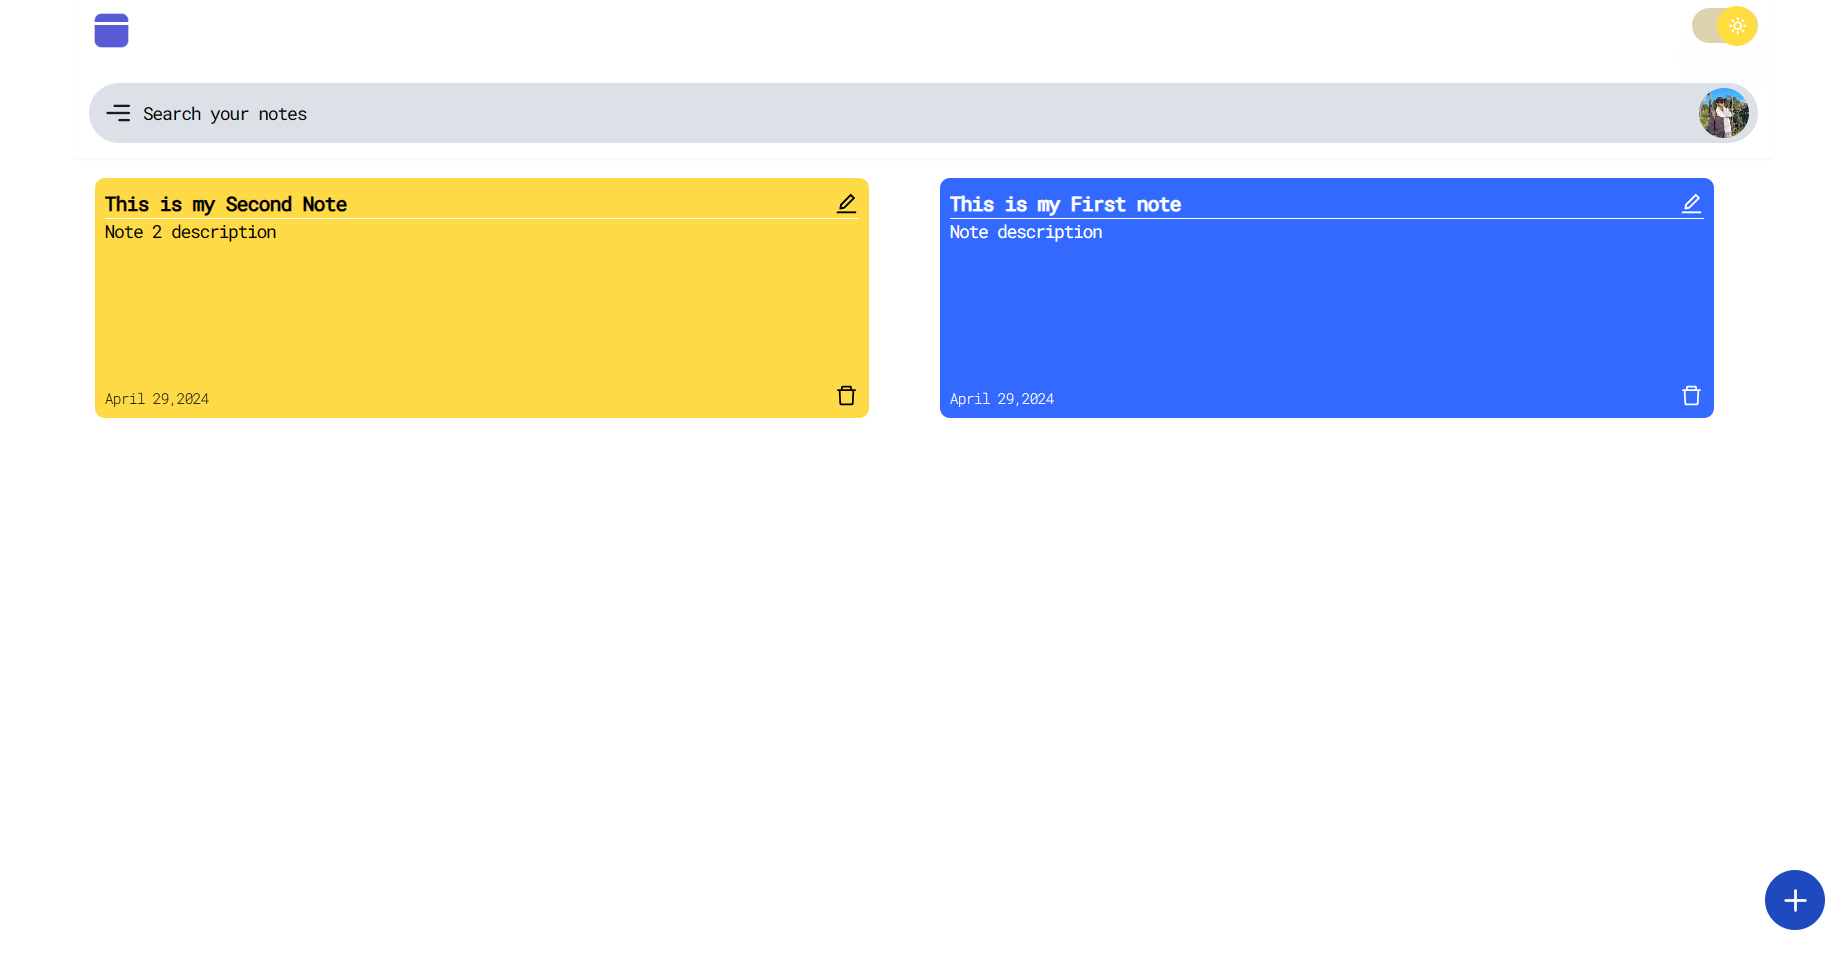 Search your notes
This is my Second Note
Note 2 description
April 29,2024
This is my First note
Note description
April 29,2024